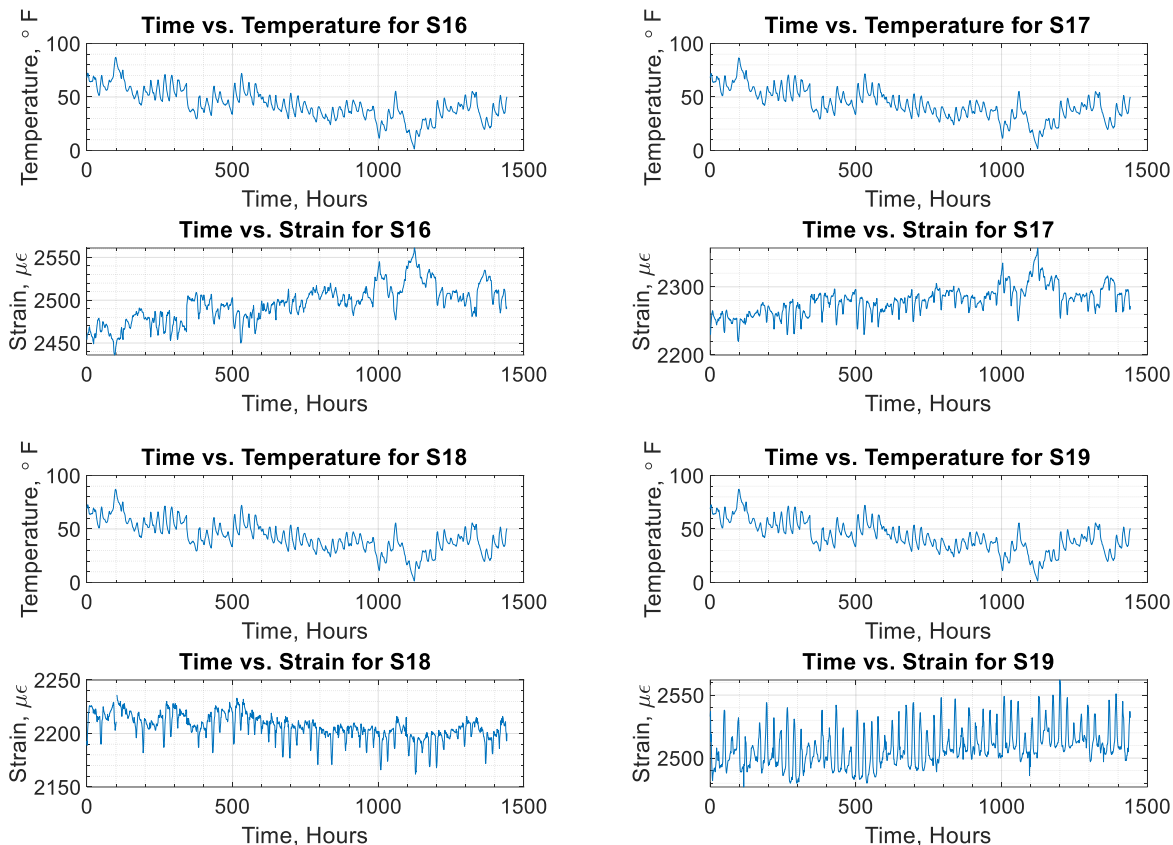 Time vs. Temperature for S16
Temperature, ° F
100
50
0
0 500 1000 1500
Time, Hours
Time vs. Temperature for S17
Temperature, ° F
100
50
0
0 500 1000 1500
Time, Hours
Time vs. Strain for S16
Strain, με
2550
2500
2450
0 500 1000 1500
Time, Hours
Time vs. Strain for S17
Strain, με
2300
2200
0 500 1000 1500
Time, Hours
Time vs. Temperature for S18
Temperature, ° F
100
50
0
0 500 1000 1500
Time, Hours
Time vs. Temperature for S19
Temperature, ° F
100
50
0
0 500 1000 1500
Time, Hours
Time vs. Strain for S18
Strain, με
2250
2200
2150
0 500 1000 1500
Time, Hours
Time vs. Strain for S19
Strain, με
2550
2500
0 500 1000 1500
Time, Hours